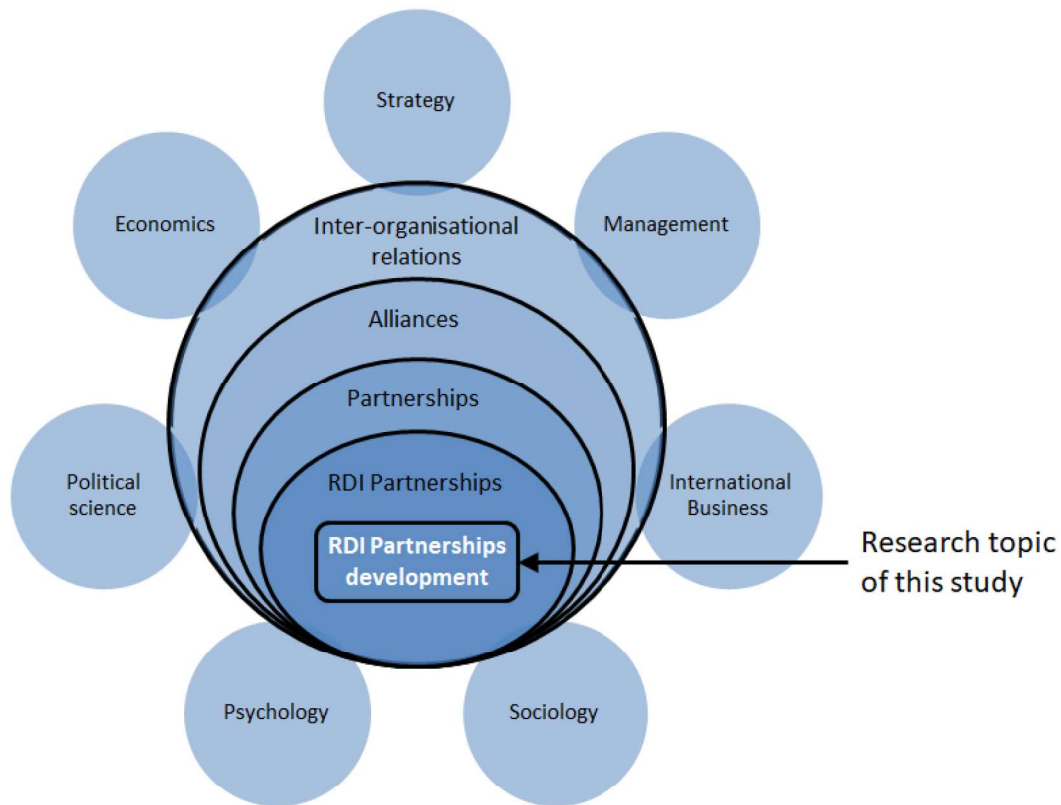 Strategy
Economics
Management
Inter-organisational
relations
Alliances
Partnerships
RDI Partnerships
Political
science
International
Business
RDI Partnerships
development
Research topic
of this study
Psychology
Sociology